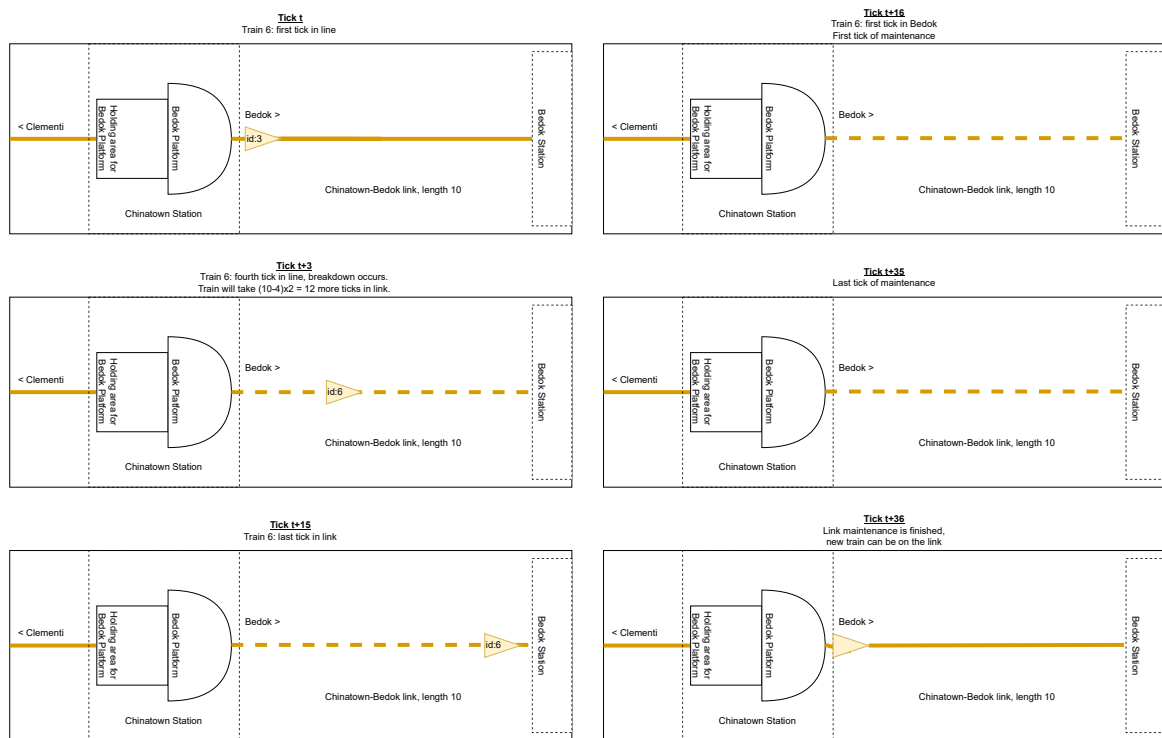 Tick t
Train 6: first tick in line
< Clementi
Holding area for
Bedok Platform
Bedok Platform
Bedok >
id:3
Bedok Station
Chinatown-Bedok link, length 10
Chinatown Station
Tick t+16
Train 6: first tick in Bedok
First tick of maintenance
< Clementi
Holding area for
Bedok Platform
Bedok Platform
Bedok >
Bedok Station
Chinatown-Bedok link, length 10
Chinatown Station
Tick t+3
Train 6: fourth tick in line, breakdown occurs.
Train will take (10-4)x2 = 12 more ticks in link.
< Clementi
Holding area for
Bedok Platform
Bedok Platform
Bedok >
id:6
Bedok Station
Chinatown-Bedok link, length 10
Chinatown Station
Tick t+35
Last tick of maintenance
< Clementi
Holding area for
Bedok Platform
Bedok Platform
Bedok >
Bedok Station
Chinatown-Bedok link, length 10
Chinatown Station
Tick t+15
Train 6: last tick in link
< Clementi
Holding area for
Bedok Platform
Bedok Platform
Bedok >
id:6
Bedok Station
Chinatown-Bedok link, length 10
Chinatown Station
Tick t+36
Link maintenance is finished,
new train can be on the link
< Clementi
Holding area for
Bedok Platform
Bedok Platform
Bedok >
Bedok Station
Chinatown-Bedok link, length 10
Chinatown Station